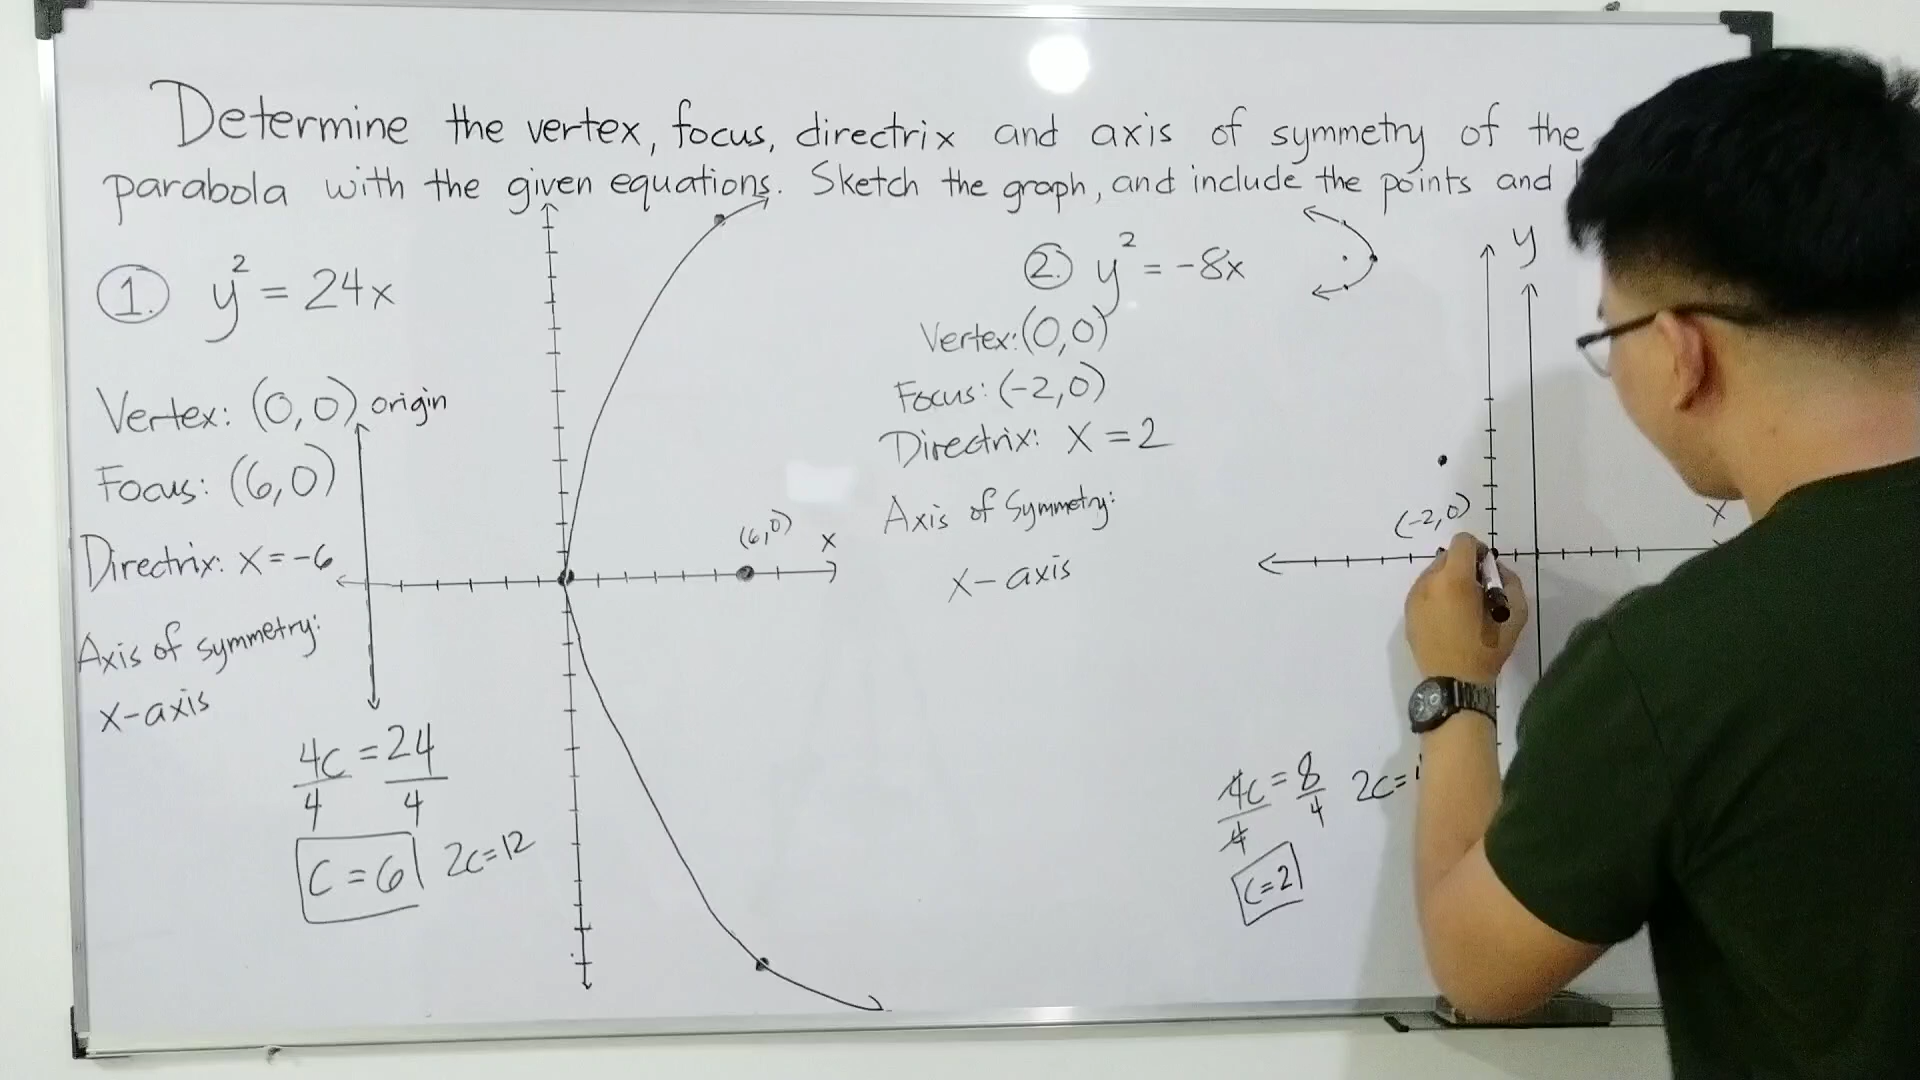 Determine the vertex, focus, directrix and axis of symmetry of the
parabola with the given equations. Sketch the graph, and include the points and
1. y² = 24x
Vertex: (0,0) origin
Focus: (6,0)
Directrix: x = -6
Axis of symmetry:
x-axis
4c = 24
4 4
c = 6 2c = 12
(6,0)
x
2. y² = -8x
Vertex: (0,0)
Focus: (-2,0)
Directrix: x = 2
Axis of Symmetry:
x-axis
y
(-2,0)
x
4c = 8
4 4
2c =
c = 2